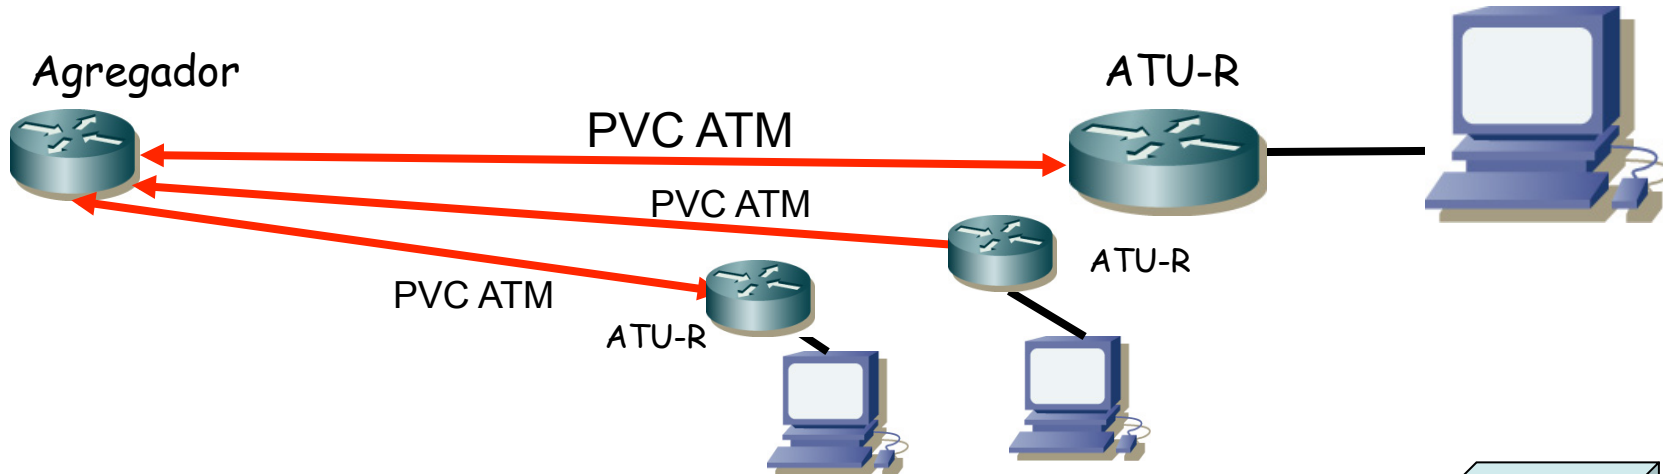 Agregador
ATU-R
PVC ATM
PVC ATM
ATU-R
PVC ATM
ATU-R